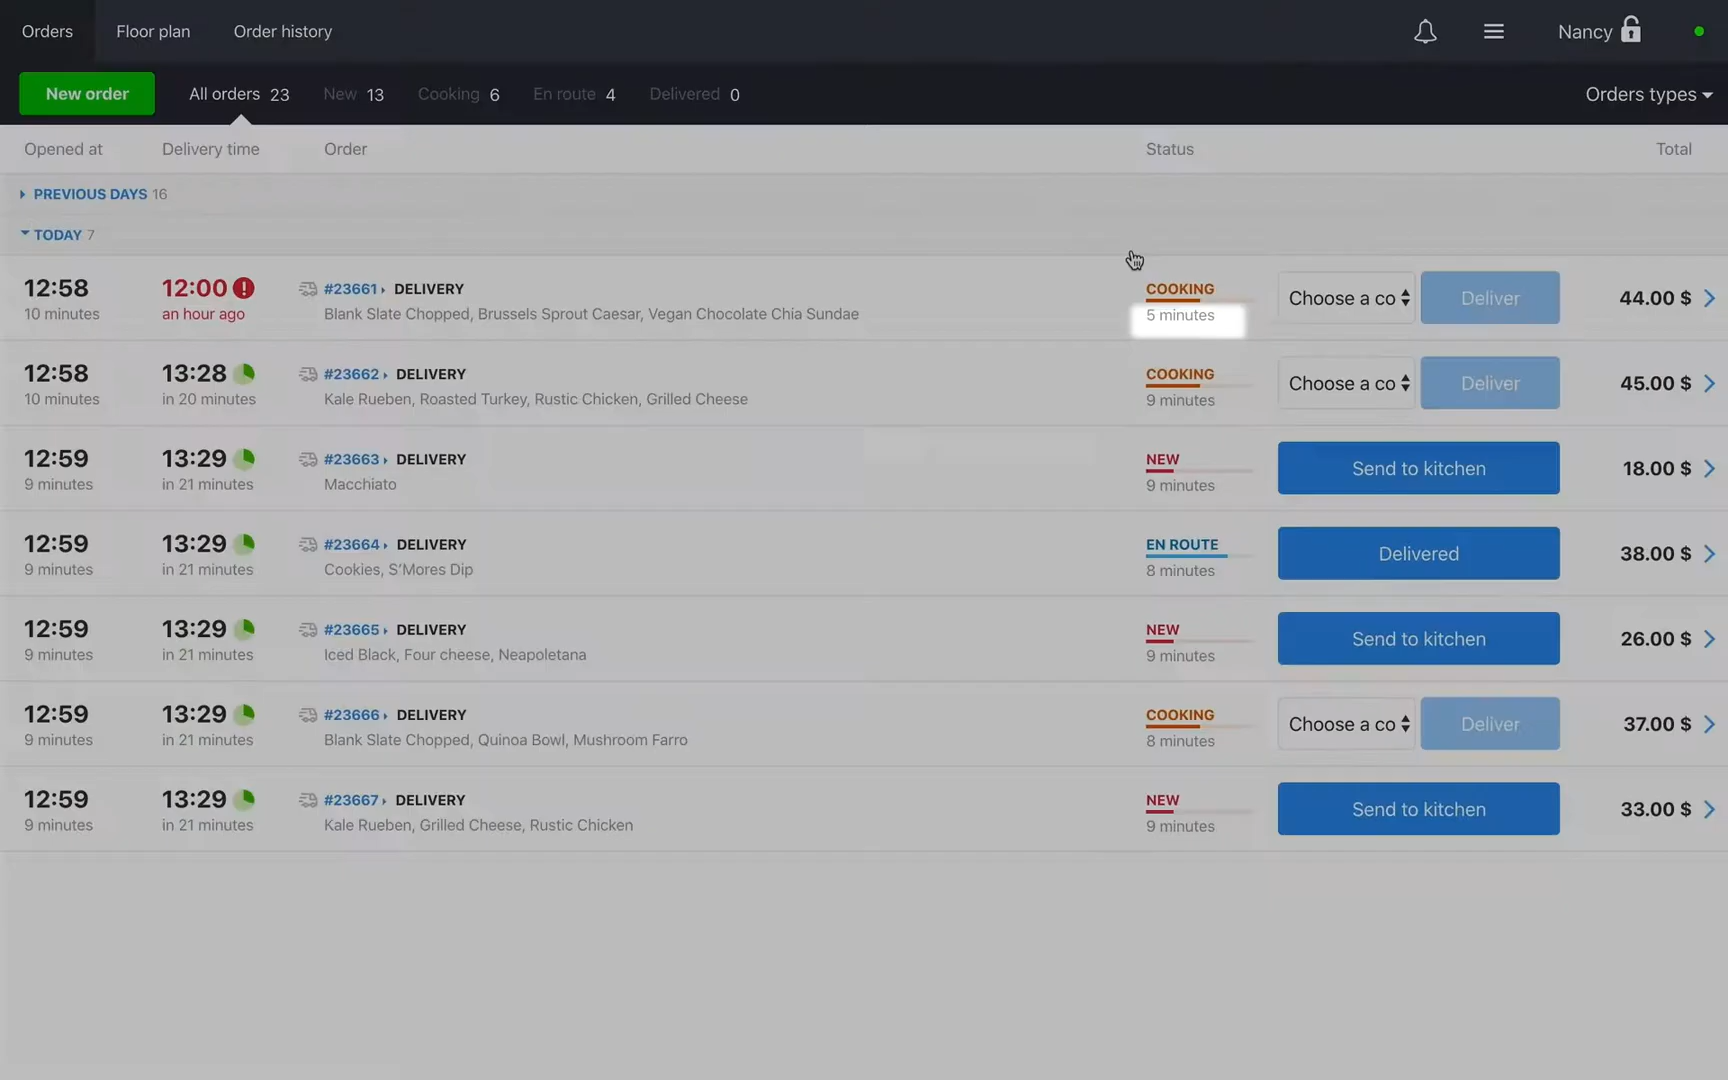 Orders Floor plan Order history Nancy
New order All orders 23 New 13 Cooking 6 En route 4 Delivered 0 Orders types
Opened at Delivery time Order Status Total
PREVIOUS DAYS 16
TODAY 7
12:58 12:00 #23661 DELIVERY COOKING Choose a co Deliver 44.00 $
10 minutes an hour ago Blank Slate Chopped, Brussels Sprout Caesar, Vegan Chocolate Chia Sundae 5 minutes
12:58 13:28 #23662 DELIVERY COOKING Choose a co Deliver 45.00 $
10 minutes in 20 minutes Kale Rueben, Roasted Turkey, Rustic Chicken, Grilled Cheese 9 minutes
12:59 13:29 #23663 DELIVERY NEW Send to kitchen 18.00 $
9 minutes in 21 minutes Macchiato 9 minutes
12:59 13:29 #23664 DELIVERY EN ROUTE Delivered 38.00 $
9 minutes in 21 minutes Cookies, S'Mores Dip 8 minutes
12:59 13:29 #23665 DELIVERY NEW Send to kitchen 26.00 $
9 minutes in 21 minutes Iced Black, Four cheese, Neapoletana 9 minutes
12:59 13:29 #23666 DELIVERY COOKING Choose a co Deliver 37.00 $
9 minutes in 21 minutes Blank Slate Chopped, Quinoa Bowl, Mushroom Farro 8 minutes
12:59 13:29 #23667 DELIVERY NEW Send to kitchen 33.00 $
9 minutes in 21 minutes Kale Rueben, Grilled Cheese, Rustic Chicken 9 minutes